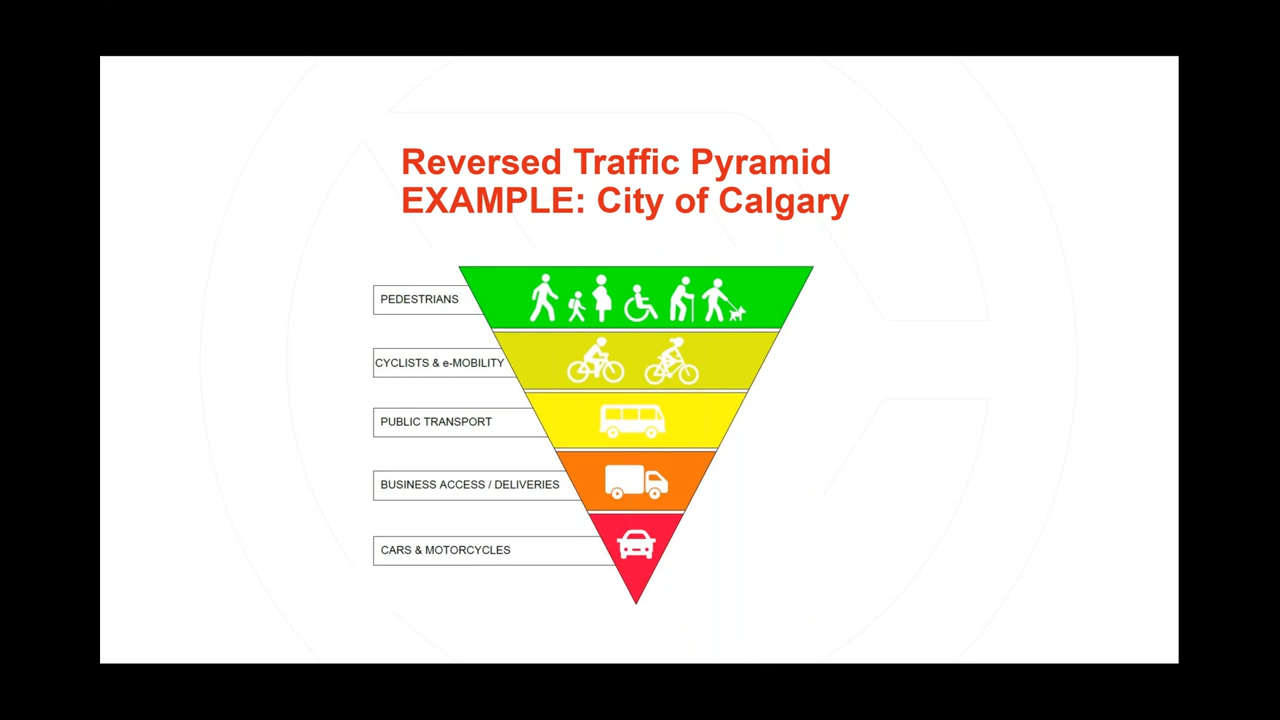 Reversed Traffic Pyramid
EXAMPLE: City of Calgary
PEDESTRIANS
CYCLISTS & e-MOBILITY
PUBLIC TRANSPORT
BUSINESS ACCESS / DELIVERIES
CARS & MOTORCYCLES